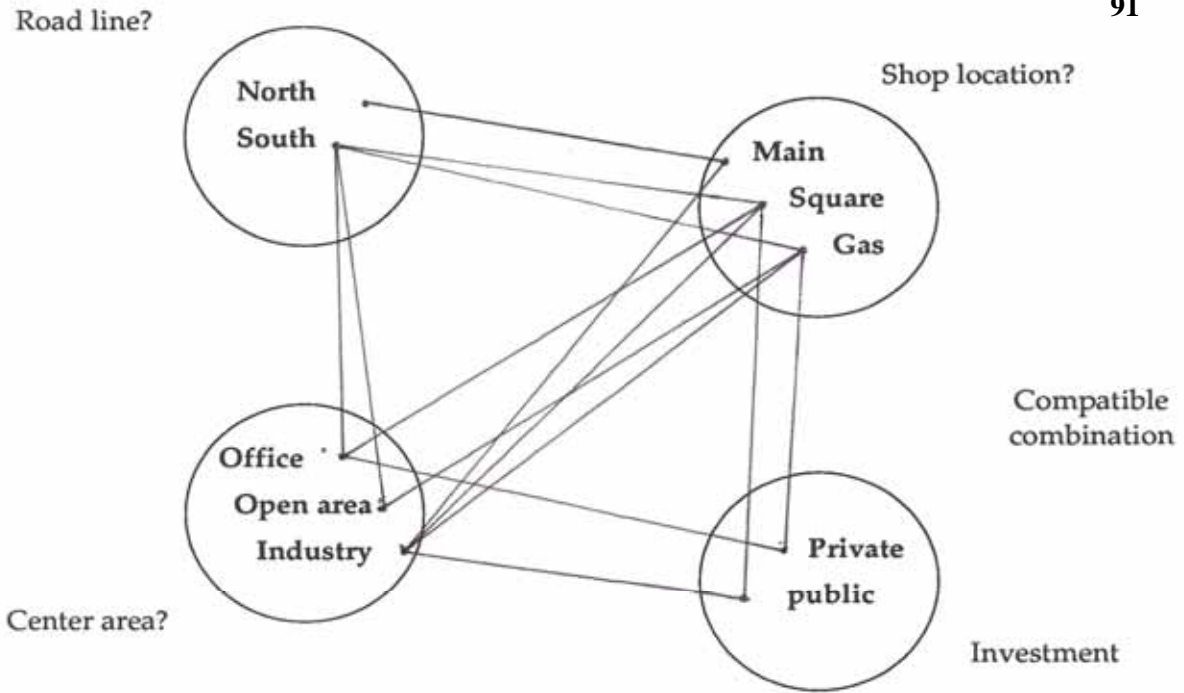 91
Road line?
North
South
Shop location?
Main
Square
Gas
Compatible
combination
Office
Open area
Industry
Center area?
Private
public
Investment